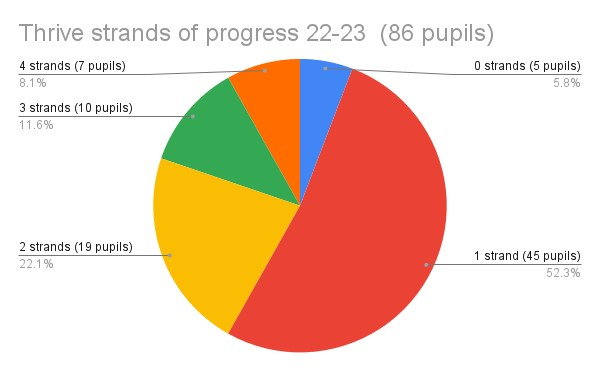 Thrive strands of progress 22-23  (86 pupils)
4 strands (7 pupils)
8.1%
0 strands (5 pupils)
5.8%
3 strands (10 pupils)
11.6%
2 strands (19 pupils)
22.1%
1 strand (45 pupils)
52.3%